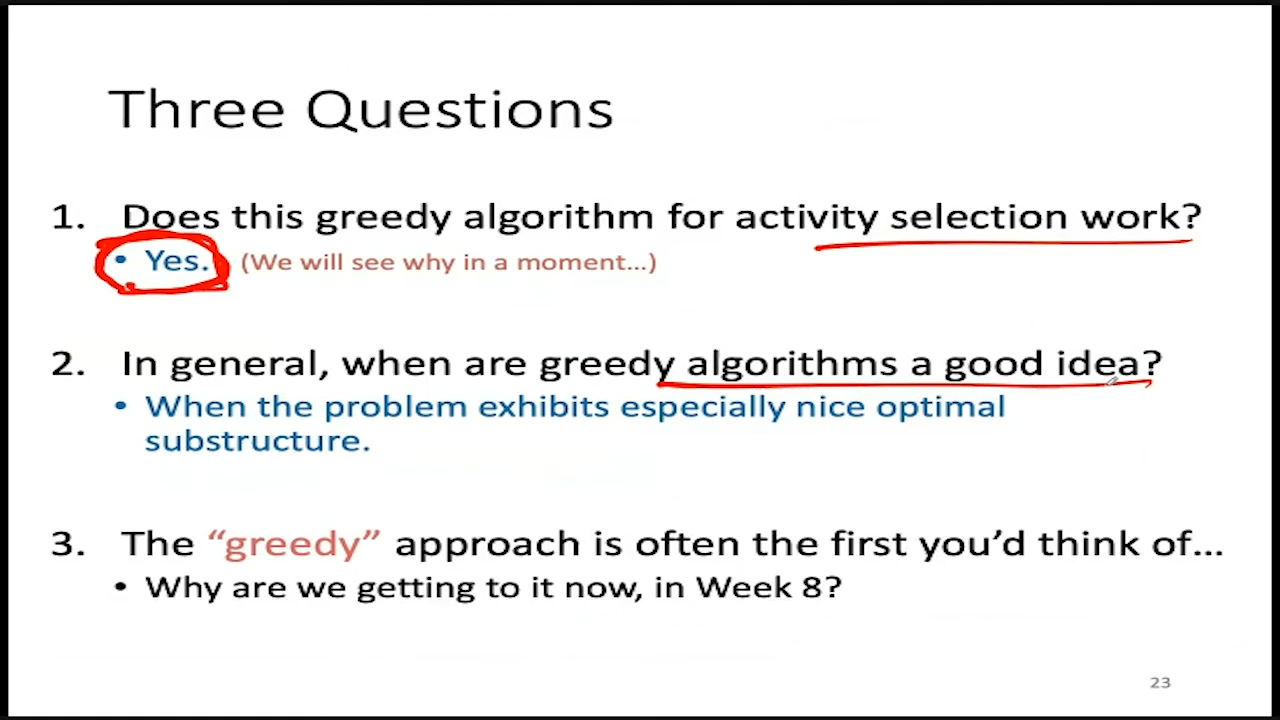 Three Questions
1. Does this greedy algorithm for activity selection work?
• Yes. (We will see why in a moment...)
2. In general, when are greedy algorithms a good idea?
• When the problem exhibits especially nice optimal
substructure.
3. The “greedy” approach is often the first you’d think of...
• Why are we getting to it now, in Week 8?
23